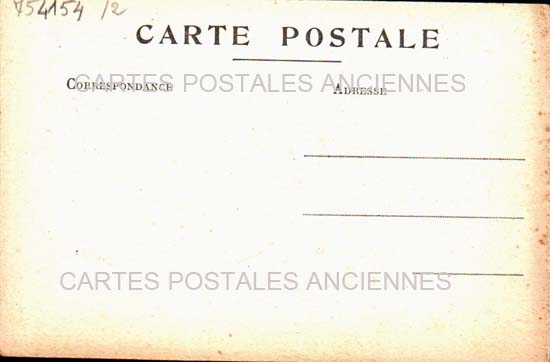 754154 /2
CARTE POSTALE
CARTES POSTALES ANCIENNES
CORRESPONDANCE
ADRESSE
CARTES POSTALES ANCIENNES